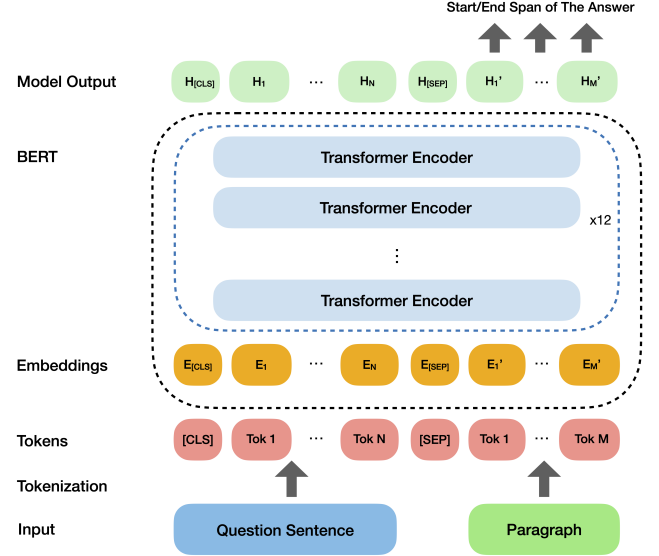 Start/End Span of The Answer
Model Output H[CLS] H1 ... HN H[SEP] H1' ... HM'
BERT
Transformer Encoder
Transformer Encoder
x12
⋮
Transformer Encoder
Embeddings E[CLS] E1 ... EN E[SEP] E1' ... EM'
Tokens [CLS] Tok 1 ... Tok N [SEP] Tok 1 ... Tok M
Tokenization
Input Question Sentence Paragraph